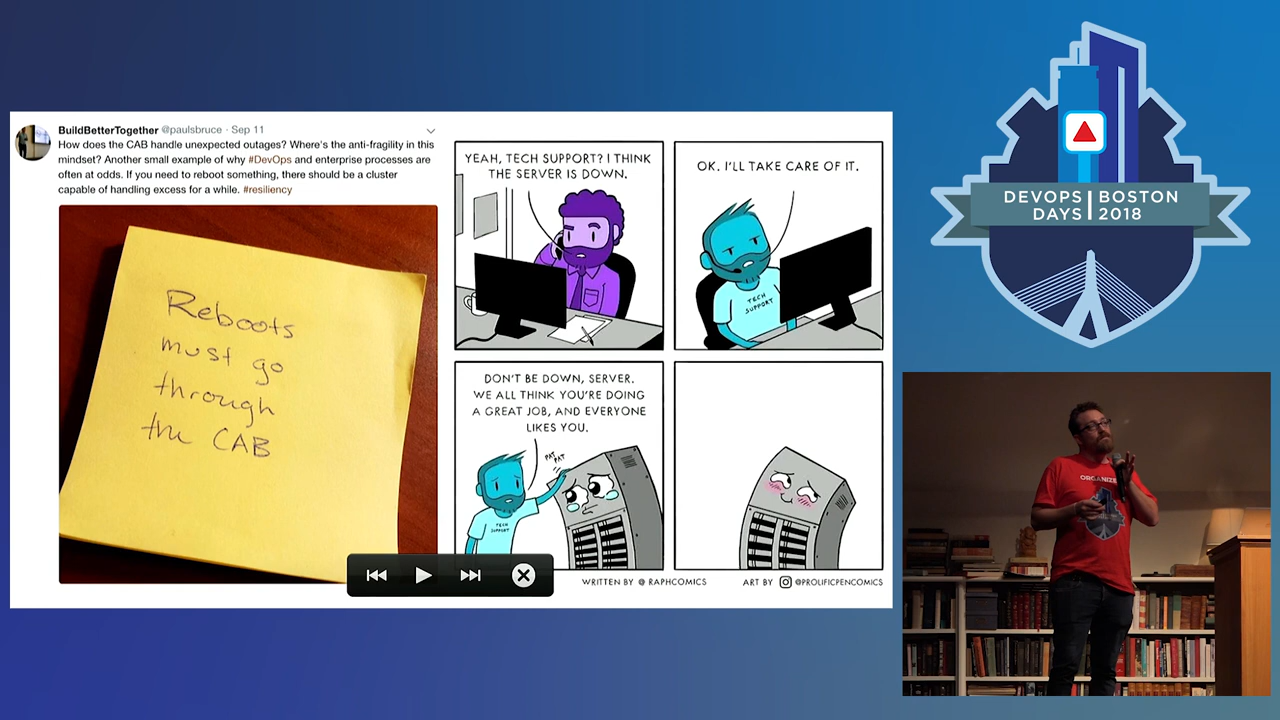 BuildBetterTogether @paulsbruce · Sep 11
How does the CAB handle unexpected outages? Where's the anti-fragility in this
mindset? Another small example of why #DevOps and enterprise processes are
often at odds. If you need to reboot something, there should be a cluster
capable of handling excess for a while. #resiliency
Reboots
must go
through
the CAB
YEAH, TECH SUPPORT? I THINK
THE SERVER IS DOWN.
OK. I'LL TAKE CARE OF IT.
TECH
SUPPORT
DON'T BE DOWN, SERVER.
WE ALL THINK YOU'RE DOING
A GREAT JOB, AND EVERYONE
LIKES YOU.
PAT
PAT
TECH
SUPPORT
WRITTEN BY @ RAPHCOMICS
ART BY @PROLIFICPENCOMICS
DEVOPS BOSTON
DAYS 2018
ORGANIZE